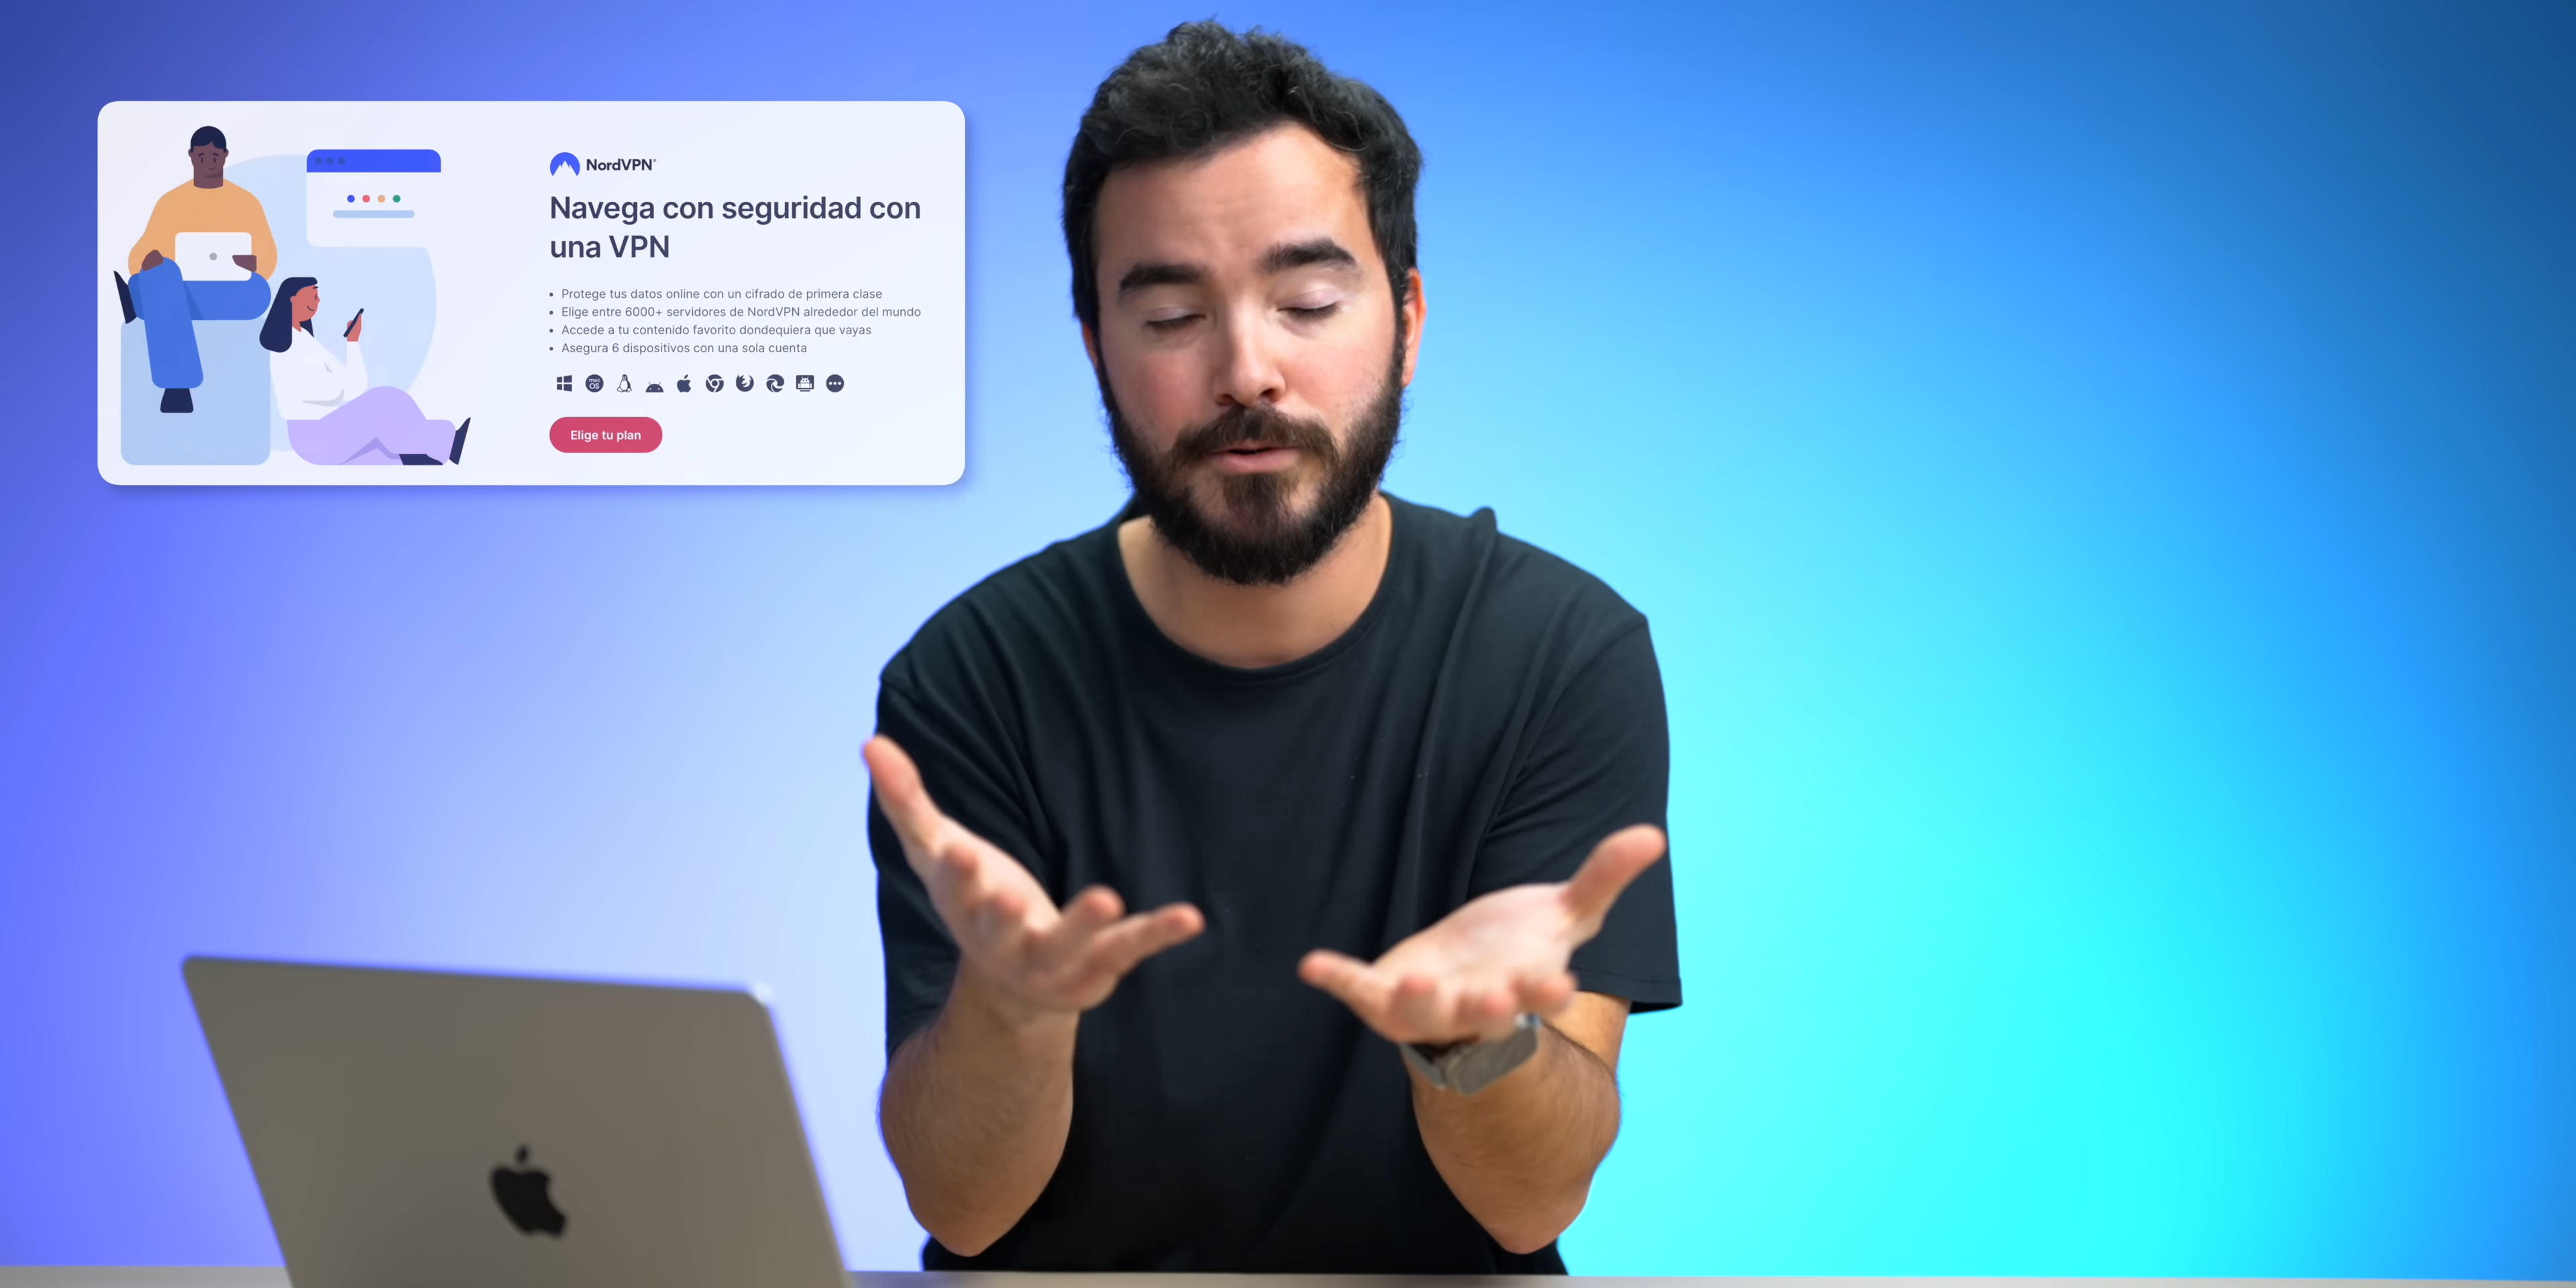 NordVPN®
Navega con seguridad con
una VPN
• Protege tus datos online con un cifrado de primera clase
• Elige entre 6000+ servidores de NordVPN alrededor del mundo
• Accede a tu contenido favorito dondequiera que vayas
• Asegura 6 dispositivos con una sola cuenta
mac
OS
Elige tu plan